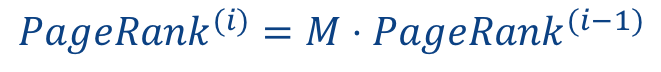 PageRank⁽ⁱ⁾ = M · PageRank⁽ⁱ⁻¹⁾